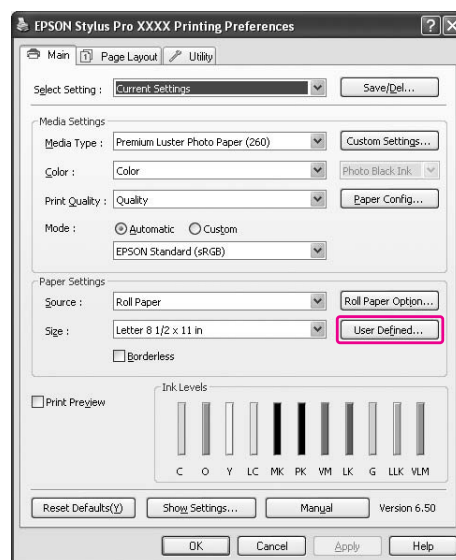 EPSON Stylus Pro XXXX Printing Preferences
Main Page Layout Utility
Select Setting : Current Settings Save/Del...
Media Settings
Media Type : Premium Luster Photo Paper (260) Custom Settings...
Color : Color Photo Black Ink
Print Quality : Quality Paper Config...
Mode : Automatic Custom
EPSON Standard (sRGB)
Paper Settings
Source : Roll Paper Roll Paper Option...
Size : Letter 8 1/2 x 11 in User Defined...
Borderless
Print Preview
Ink Levels
C O Y LC MK PK VM LK G LLK VLM
Reset Defaults(Y) Show Settings... Manual Version 6.50
OK Cancel Apply Help